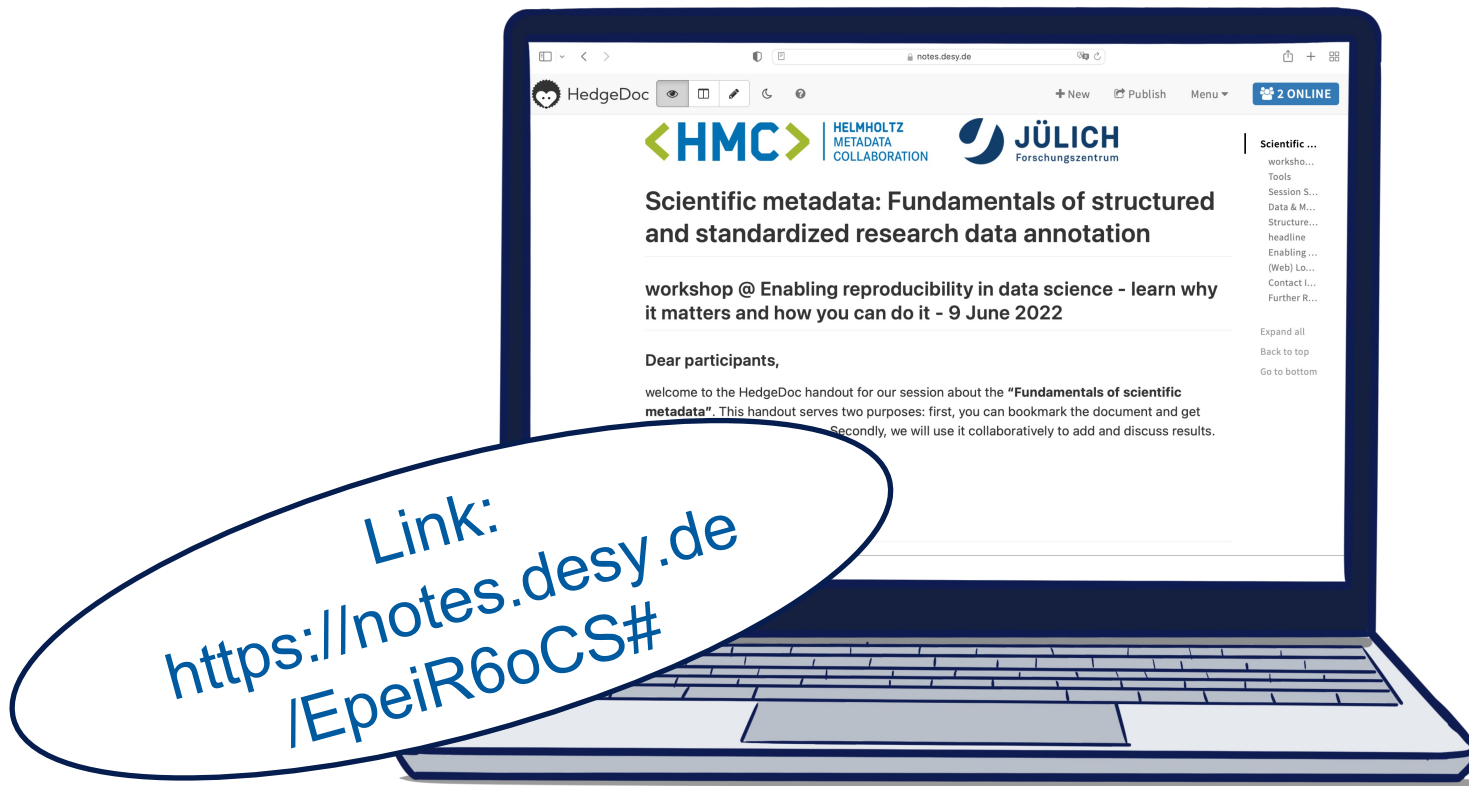 notes.desy.de
HedgeDoc
New
Publish
Menu
2 ONLINE
<HMC>
HELMHOLTZ
METADATA
COLLABORATION
JÜLICH
Forschungszentrum
Scientific metadata: Fundamentals of structured
and standardized research data annotation
workshop @ Enabling reproducibility in data science - learn why
it matters and how you can do it - 9 June 2022
Dear participants,
welcome to the HedgeDoc handout for our session about the “Fundamentals of scientific
metadata”. This handout serves two purposes: first, you can bookmark the document and get
Secondly, we will use it collaboratively to add and discuss results.
Scientific ...
worksho...
Tools
Session S...
Data & M...
Structure...
headline
Enabling ...
(Web) Lo...
Contact I...
Further R...
Expand all
Back to top
Go to bottom
Link:
https://notes.desy.de
/EpeiR6oCS#